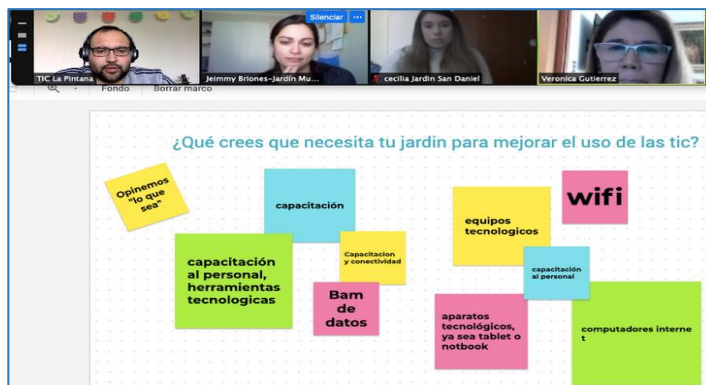 Silenciar
TIC La Pintana
Jeimmy Briones-Jardín Mu...
cecilia Jardin San Daniel
Veronica Gutierrez
Fondo
Borrar marco
¿Qué crees que necesita tu jardin para mejorar el uso de las tic?
Opinemos
"lo que
sea"
capacitación
capacitación
al personal,
herramientas
tecnologicas
Capacitacion
y conectividad
Bam
de
datos
equipos
tecnologicos
wifi
capacitación
al personal
aparatos
tecnológicos,
ya sea tablet o
notbook
computadores interne
t